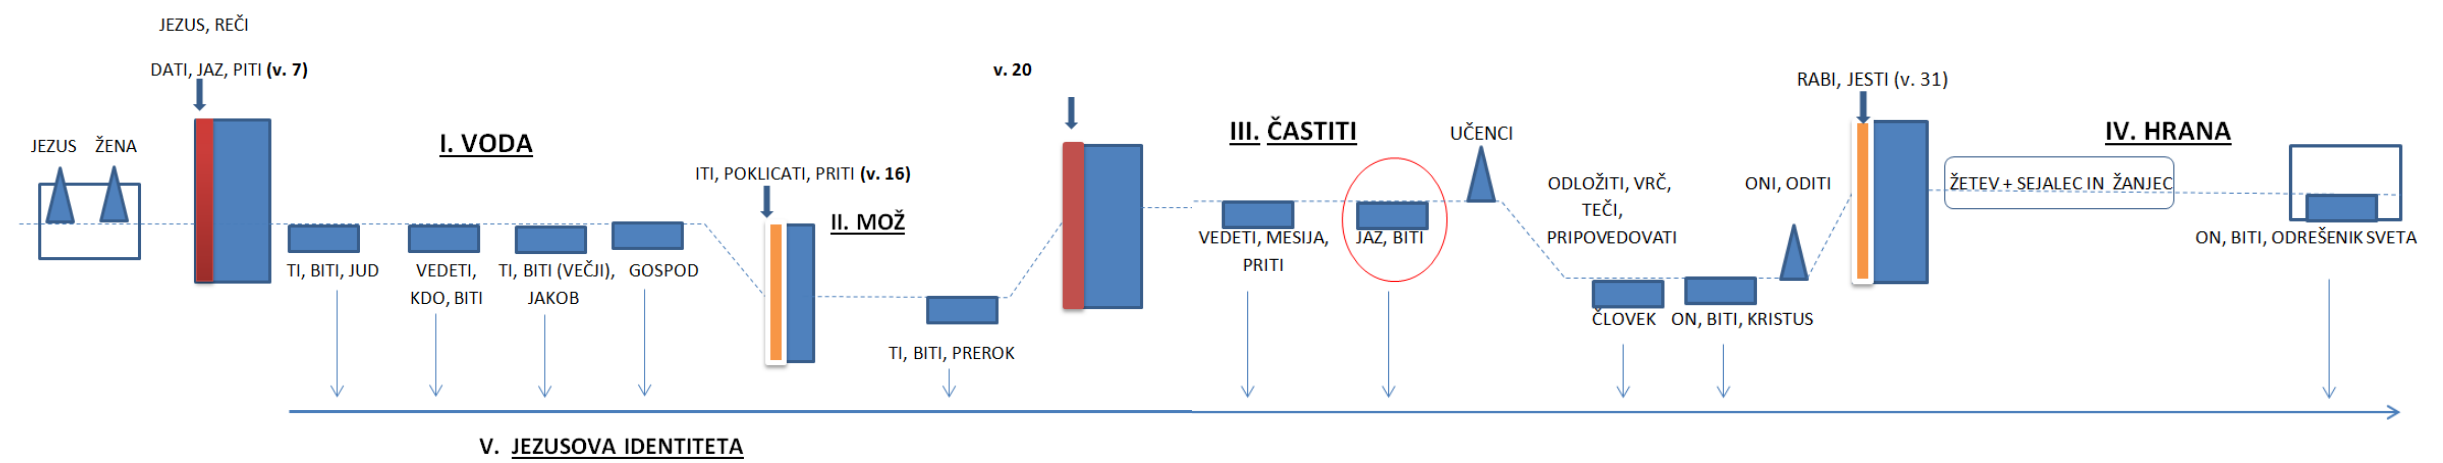 JEZUS, REČI
DATI, JAZ, PITI (v. 7)
JEZUS
ŽENA
I. VODA
TI, BITI, JUD
VEDETI,
KDO, BITI
TI, BITI (VEČJI),
JAKOB
GOSPOD
ITI, POKLICATI, PRITI (v. 16)
II. MOŽ
TI, BITI, PREROK
v. 20
III. ČASTITI
VEDETI, MESIJA,
PRITI
JAZ, BITI
UČENCI
ODLOŽITI, VRČ,
TEČI,
PRIPOVEDOVATI
ČLOVEK
ON, BITI, KRISTUS
ONI, ODITI
RABI, JESTI (v. 31)
IV. HRANA
ŽETEV + SEJALEC IN ŽANJEC
ON, BITI, ODREŠENIK SVETA
V. JEZUSOVA IDENTITETA